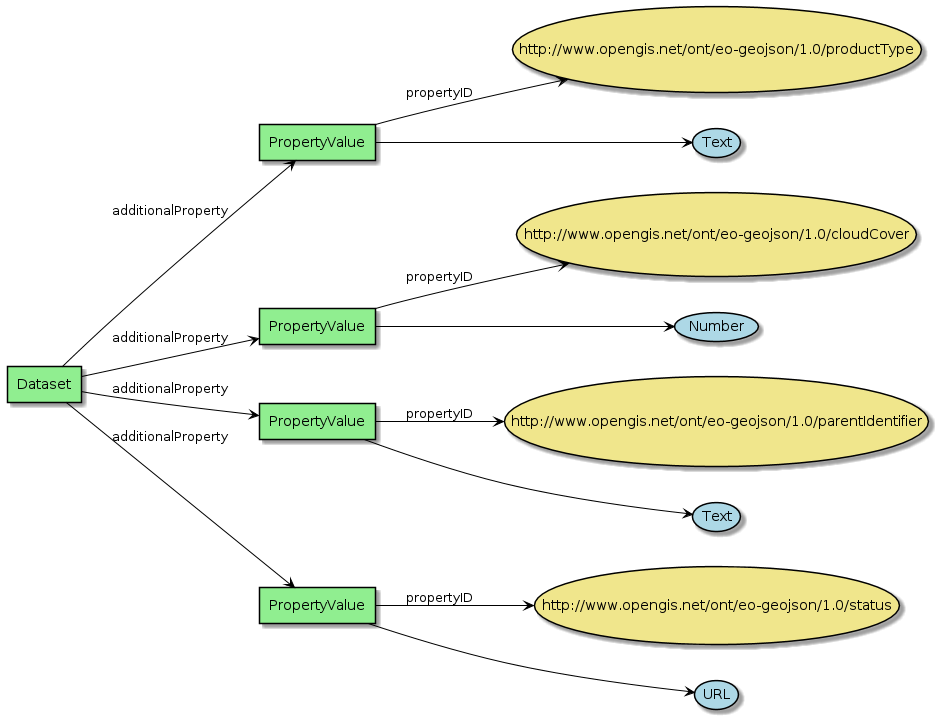 http://www.opengis.net/ont/eo-geojson/1.0/productType
propertyID
PropertyValue
Text
additionalProperty
http://www.opengis.net/ont/eo-geojson/1.0/cloudCover
propertyID
PropertyValue
Number
additionalProperty
Dataset
additionalProperty
propertyID
PropertyValue
http://www.opengis.net/ont/eo-geojson/1.0/parentIdentifier
additionalProperty
Text
propertyID
PropertyValue
http://www.opengis.net/ont/eo-geojson/1.0/status
URL